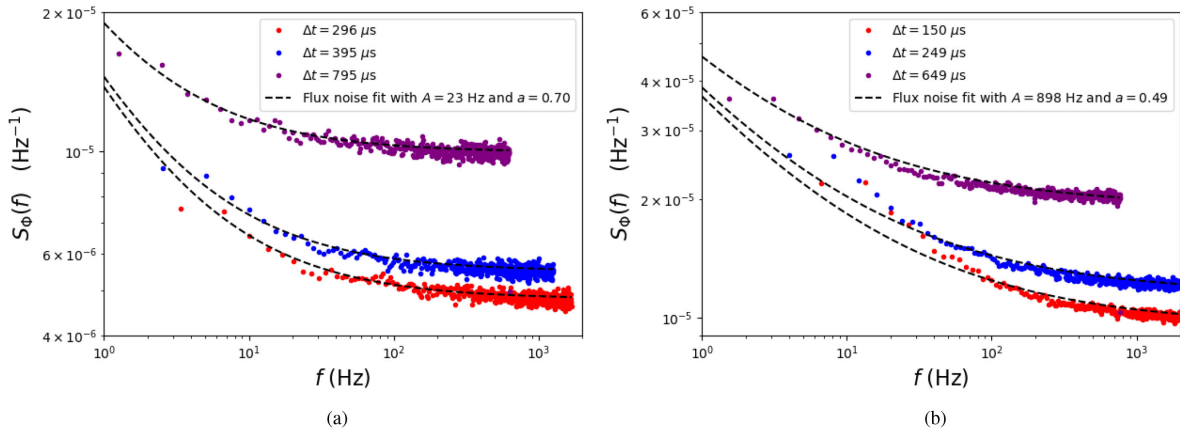 2 × 10⁻⁵
10⁻⁵
6 × 10⁻⁶
4 × 10⁻⁶
S_Φ(f) (Hz⁻¹)
Δt = 296 μs
Δt = 395 μs
Δt = 795 μs
Flux noise fit with A = 23 Hz and a = 0.70
10⁰ 10¹ 10² 10³
f (Hz)
(a)
6 × 10⁻⁵
4 × 10⁻⁵
3 × 10⁻⁵
2 × 10⁻⁵
10⁻⁵
S_Φ(f) (Hz⁻¹)
Δt = 150 μs
Δt = 249 μs
Δt = 649 μs
Flux noise fit with A = 898 Hz and a = 0.49
10⁰ 10¹ 10² 10³
f (Hz)
(b)